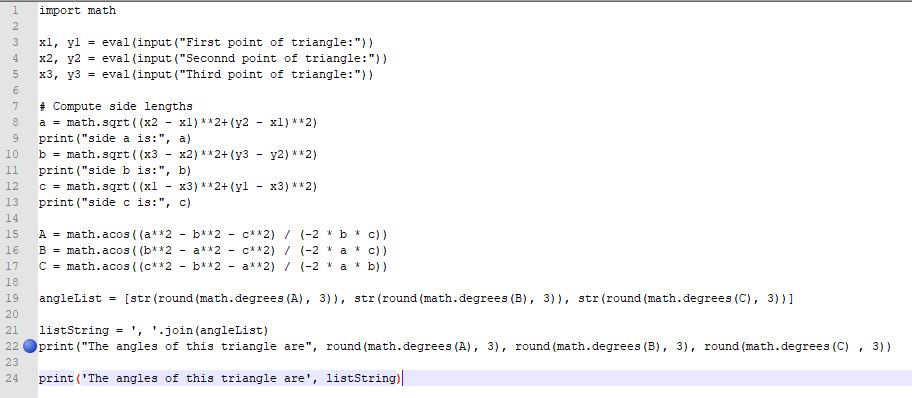 1 import math
2
3 x1, y1 = eval(input("First point of triangle:"))
4 x2, y2 = eval(input("Seconnd point of triangle:"))
5 x3, y3 = eval(input("Third point of triangle:"))
6
7 # Compute side lengths
8 a = math.sqrt((x2 - x1)**2+(y2 - y1)**2)
9 print("side a is:", a)
10 b = math.sqrt((x3 - x2)**2+(y3 - y2)**2)
11 print("side b is:", b)
12 c = math.sqrt((x1 - x3)**2+(y1 - x3)**2)
13 print("side c is:", c)
14
15 A = math.acos((a**2 - b**2 - c**2) / (-2 * b * c))
16 B = math.acos((b**2 - a**2 - c**2) / (-2 * a * c))
17 C = math.acos((c**2 - b**2 - a**2) / (-2 * a * b))
18
19 angleList = [str(round(math.degrees(A), 3)), str(round(math.degrees(B), 3)), str(round(math.degrees(C), 3))]
20
21 listString = ', '.join(angleList)
22 print("The angles of this triangle are", round(math.degrees(A), 3), round(math.degrees(B), 3), round(math.degrees(C) , 3))
23
24 print('The angles of this triangle are', listString)